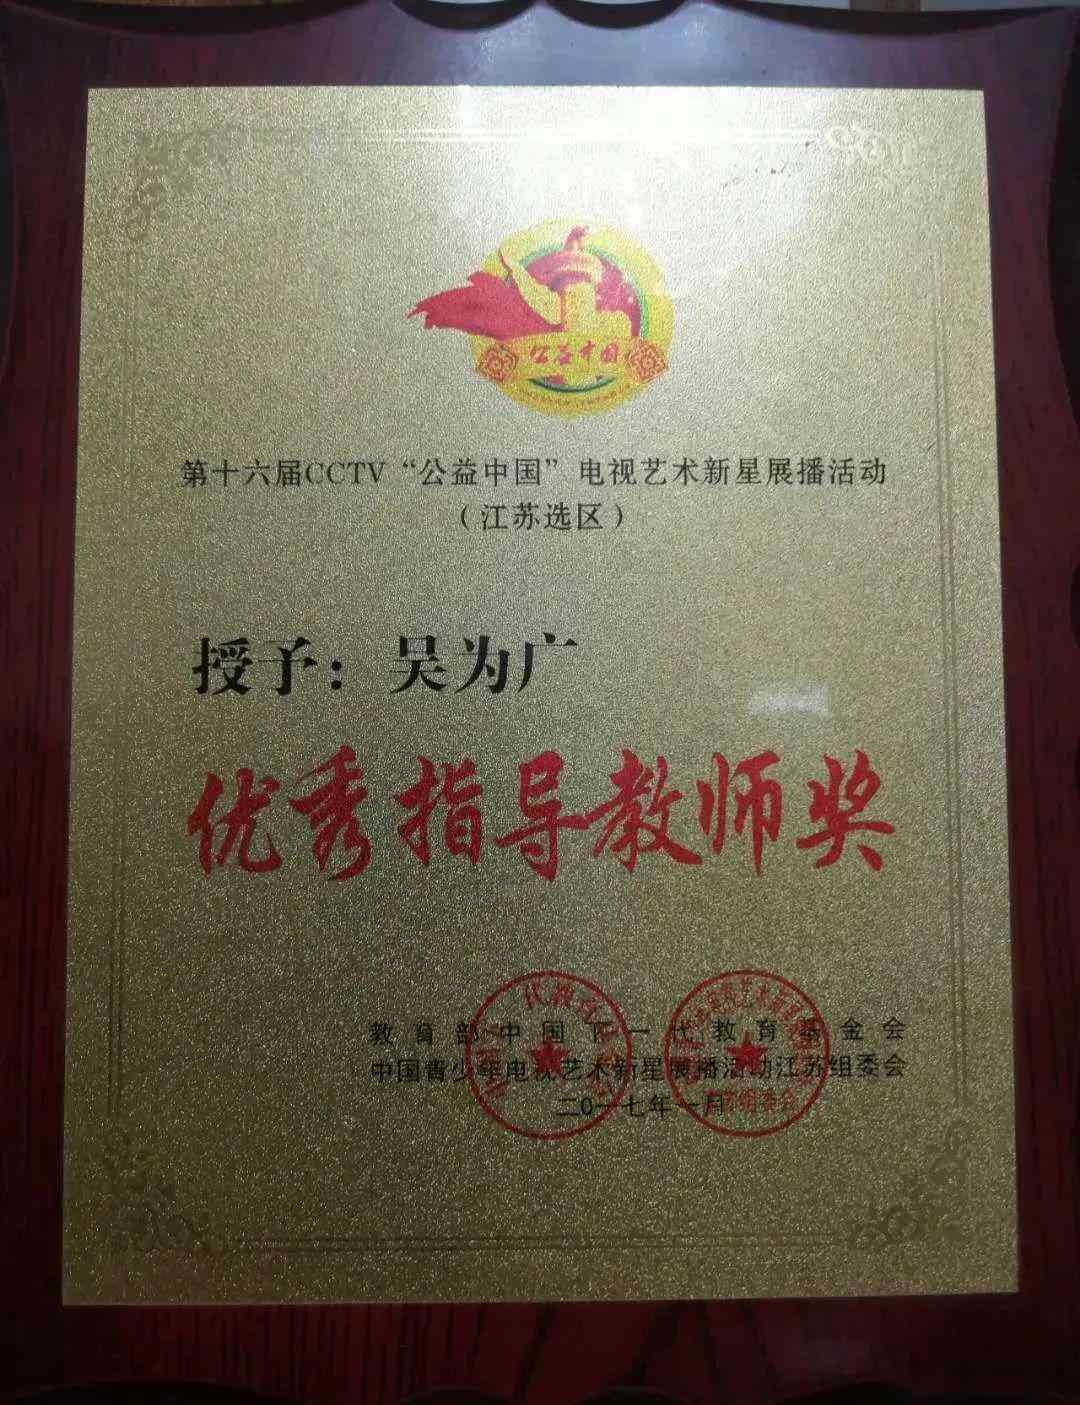 公益中国
第十六届CCTV“公益中国”电视艺术新星展播活动
（江苏选区）
授予：吴为广
优秀指导教师奖
教育部中国下一代教育基金会
中国青少年电视艺术新星展播活动江苏组委会
二〇一七年一月